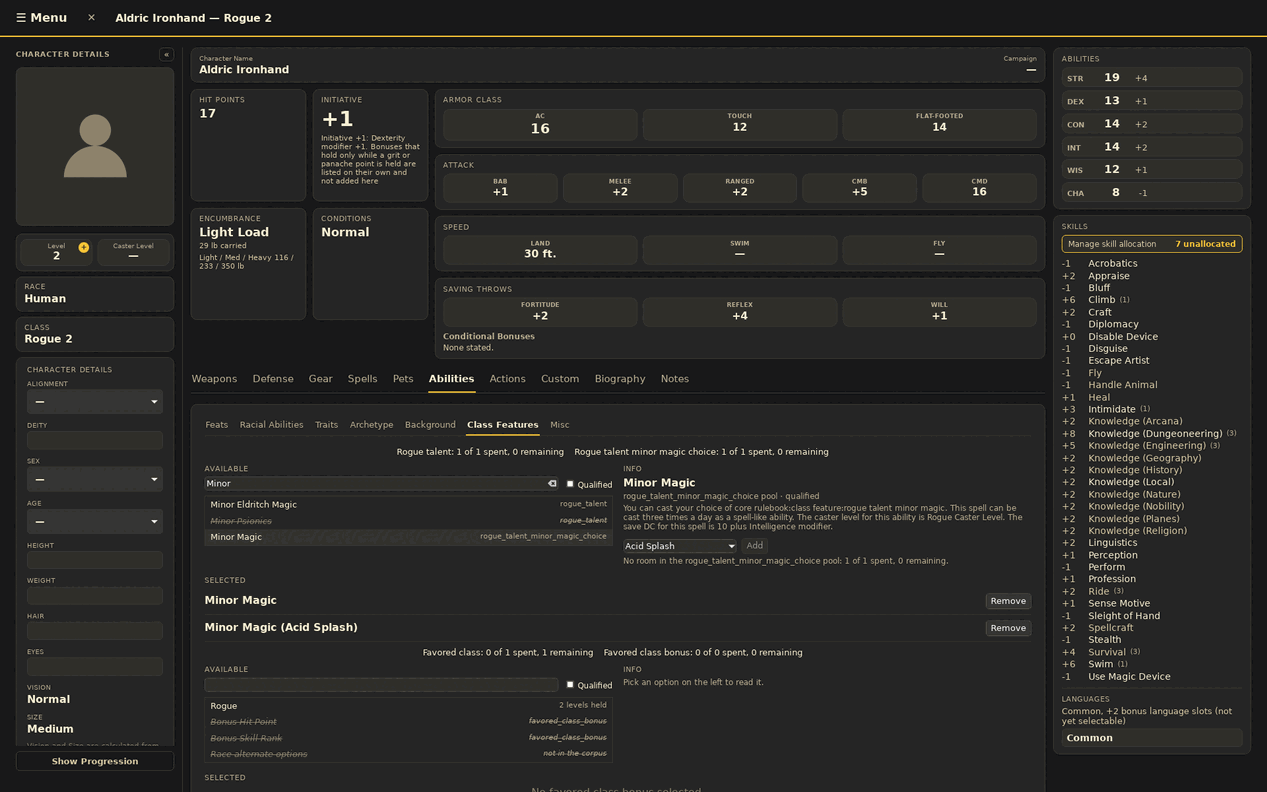 ☰ Menu × Aldric Ironhand — Rogue 2
CHARACTER DETAILS «
Level
2
+
Caster Level
—
RACE
Human
CLASS
Rogue 2
CHARACTER DETAILS
ALIGNMENT
—
DEITY
SEX
—
AGE
—
HEIGHT
WEIGHT
HAIR
EYES
VISION
Normal
SIZE
Medium
Vision and Size are calculated from
Show Progression
Character Name
Aldric Ironhand
Campaign
—
HIT POINTS
17
INITIATIVE
+1
Initiative +1: Dexterity
modifier +1. Bonuses that
hold only while a grit or
panache point is held are
listed on their own and
not added here
ENCUMBRANCE
Light Load
29 lb carried
Light / Med / Heavy 116 /
233 / 350 lb
CONDITIONS
Normal
ARMOR CLASS
AC
16
TOUCH
12
FLAT-FOOTED
14
ATTACK
BAB
+1
MELEE
+2
RANGED
+2
CMB
+5
CMD
16
SPEED
LAND
30 ft.
SWIM
—
FLY
—
SAVING THROWS
FORTITUDE
+2
REFLEX
+4
WILL
+1
Conditional Bonuses
None stated.
Weapons Defense Gear Spells Pets Abilities Actions Custom Biography Notes
Feats Racial Abilities Traits Archetype Background Class Features Misc
Rogue talent: 1 of 1 spent, 0 remaining Rogue talent minor magic choice: 1 of 1 spent, 0 remaining
AVAILABLE
Minor
Qualified
Minor Eldritch Magic rogue_talent
Minor Psionics rogue_talent
Minor Magic rogue_talent_minor_magic_choice
INFO
Minor Magic
rogue_talent_minor_magic_choice pool · qualified
You can cast your choice of core rulebook:class feature:rogue talent minor magic. This spell can be
cast three times a day as a spell-like ability. The caster level for this ability is Rogue Caster Level. The
save DC for this spell is 10 plus Intelligence modifier.
Acid Splash Add
No room in the rogue_talent_minor_magic_choice pool: 1 of 1 spent, 0 remaining.
SELECTED
Minor Magic Remove
Minor Magic (Acid Splash) Remove
Favored class: 0 of 1 spent, 1 remaining Favored class bonus: 0 of 0 spent, 0 remaining
AVAILABLE
Qualified
Rogue 2 levels held
Bonus Hit Point favored_class_bonus
Bonus Skill Rank favored_class_bonus
Race alternate options not in the corpus
INFO
Pick an option on the left to read it.
SELECTED
No favored class bonus selected
ABILITIES
STR 19 +4
DEX 13 +1
CON 14 +2
INT 14 +2
WIS 12 +1
CHA 8 -1
SKILLS
Manage skill allocation 7 unallocated
-1 Acrobatics
+2 Appraise
-1 Bluff
+6 Climb (1)
+2 Craft
-1 Diplomacy
+0 Disable Device
-1 Disguise
-1 Escape Artist
-1 Fly
-1 Handle Animal
+1 Heal
+3 Intimidate (1)
+2 Knowledge (Arcana)
+8 Knowledge (Dungeoneering) (3)
+5 Knowledge (Engineering) (3)
+2 Knowledge (Geography)
+2 Knowledge (History)
+2 Knowledge (Local)
+2 Knowledge (Nature)
+2 Knowledge (Nobility)
+2 Knowledge (Planes)
+2 Knowledge (Religion)
+2 Linguistics
+1 Perception
-1 Perform
+1 Profession
+2 Ride (3)
+1 Sense Motive
-1 Sleight of Hand
+2 Spellcraft
-1 Stealth
+4 Survival (3)
+6 Swim (1)
-1 Use Magic Device
LANGUAGES
Common, +2 bonus language slots (not
yet selectable)
Common